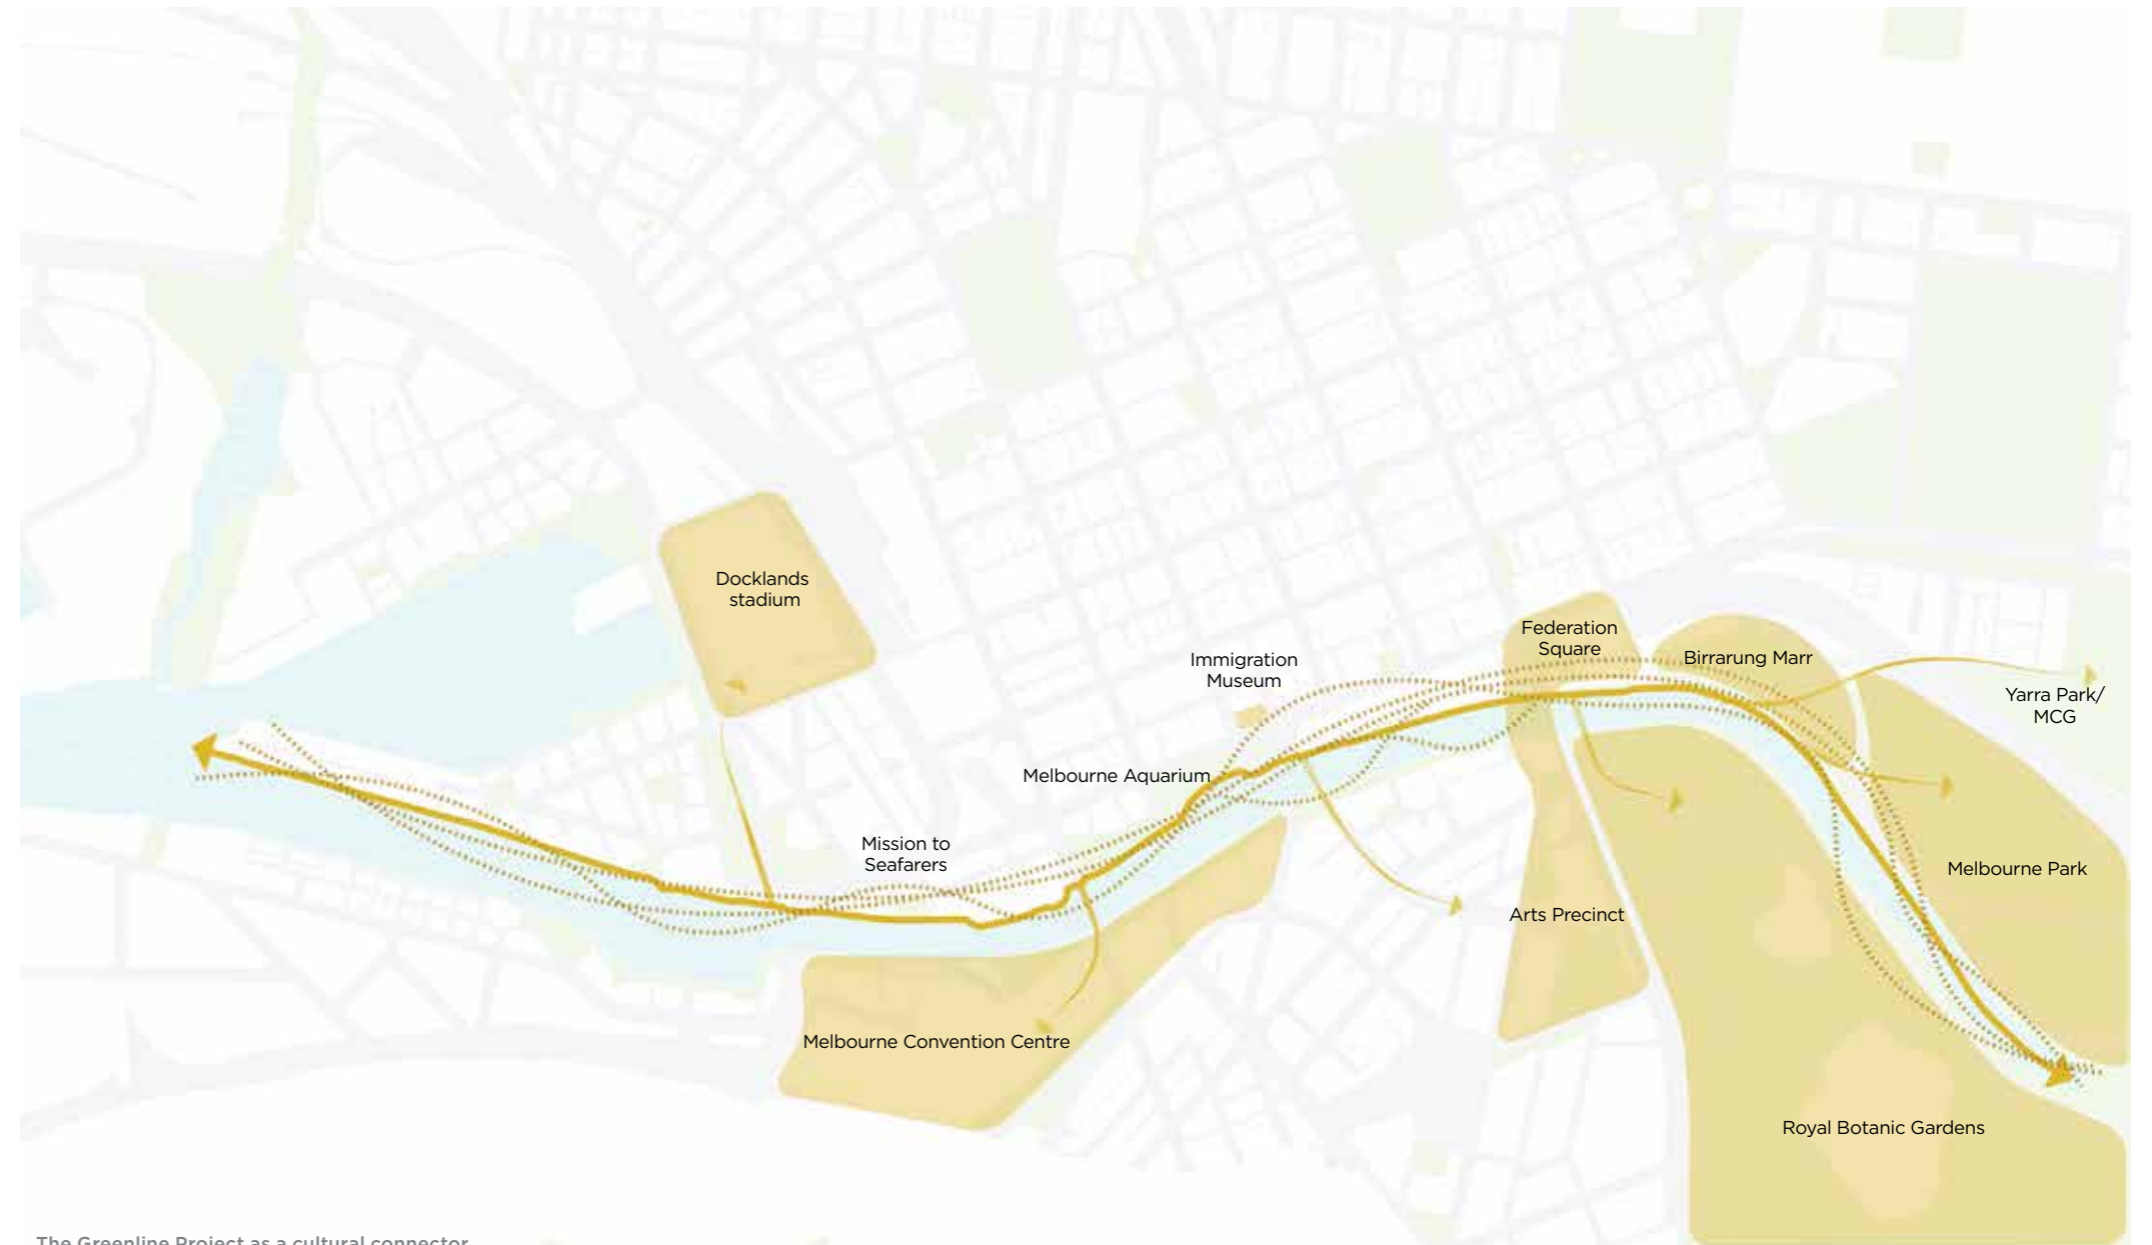 Docklands
stadium
Federation
Square
Birrarung Marr
Immigration
Museum
Yarra Park/
MCG
Melbourne Aquarium
Mission to
Seafarers
Melbourne Park
Arts Precinct
Melbourne Convention Centre
Royal Botanic Gardens
The Greenline Project as a cultural connector